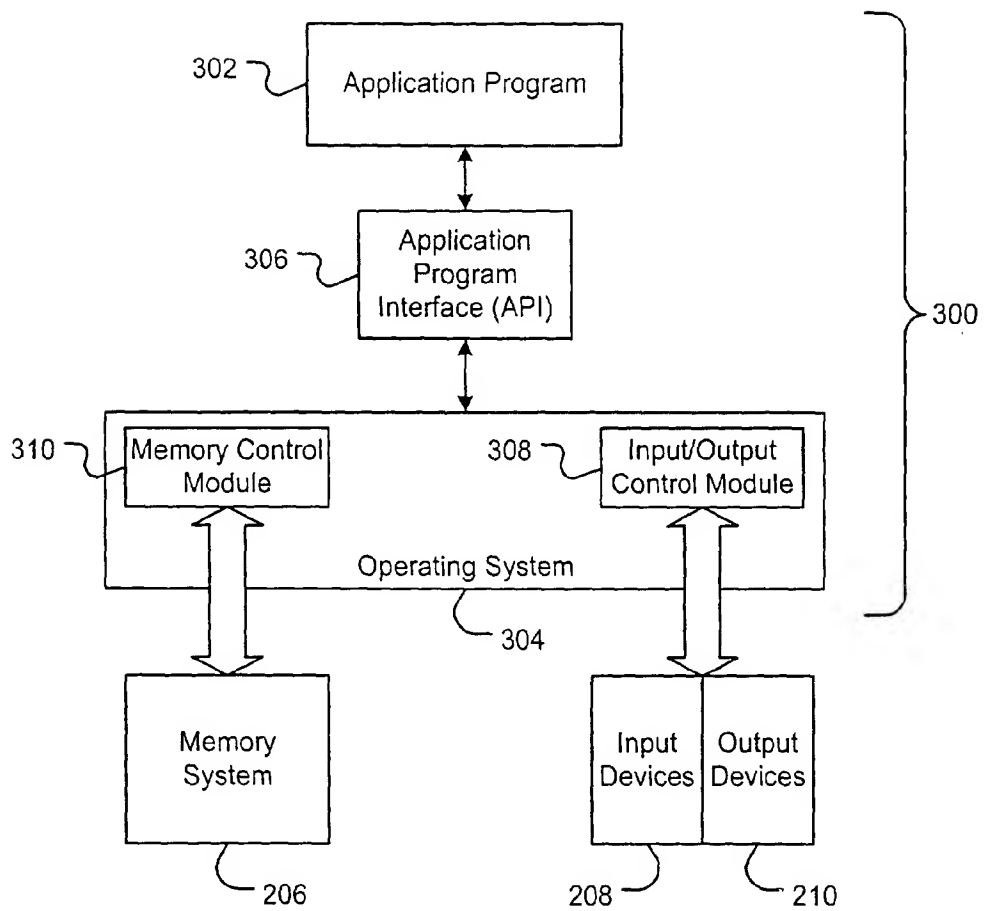 302
Application Program
306
Application
Program
Interface (API)
300
310
Memory Control
Module
308
Input/Output
Control Module
Operating System
304
Memory
System
Input
Devices
Output
Devices
206
208
210